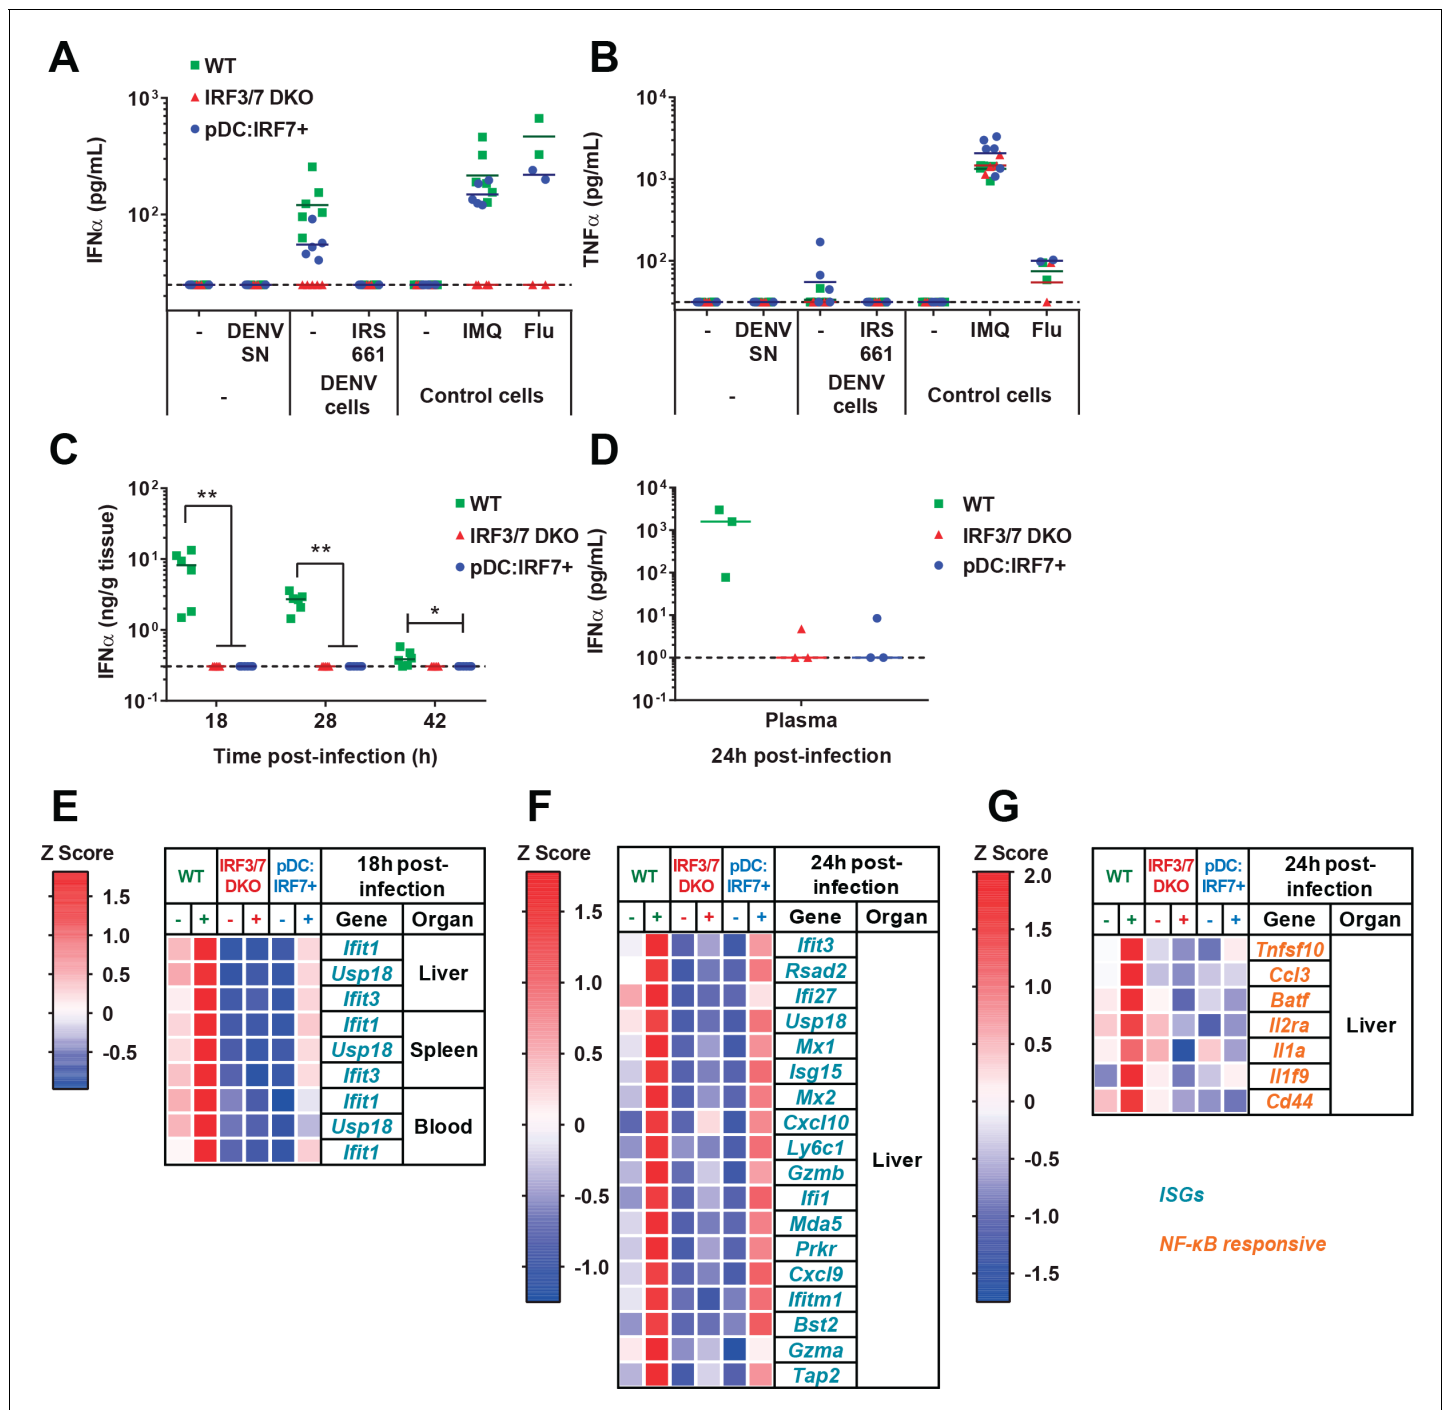 A
WT
IRF3/7 DKO
pDC:IRF7+
10³
10²
IFNα (pg/mL)
-
DENV SN
-
IRS 661
-
IMQ
Flu
-
DENV cells
Control cells
B
10⁴
10³
10²
TNFα (pg/mL)
-
DENV SN
-
IRS 661
-
IMQ
Flu
-
DENV cells
Control cells
C
10²
10¹
10⁰
10⁻¹
IFNα (ng/g tissue)
**
**
*
WT
IRF3/7 DKO
pDC:IRF7+
18
28
42
Time post-infection (h)
D
10⁴
10³
10²
10¹
10⁰
10⁻¹
IFNα (pg/mL)
WT
IRF3/7 DKO
pDC:IRF7+
Plasma
24h post-infection
E
Z Score
1.5
1.0
0.5
0
-0.5
WT
IRF3/7 DKO
pDC: IRF7+
18h post-infection
- + - + - + Gene Organ
Ifit1
Usp18
Ifit3
Liver
Ifit1
Usp18
Ifit3
Spleen
Ifit1
Usp18
Ifit1
Blood
F
Z Score
1.5
1.0
0.5
0
-0.5
-1.0
WT
IRF3/7 DKO
pDC: IRF7+
24h post-infection
- + - + - + Gene Organ
Ifit3
Rsad2
Ifi27
Usp18
Mx1
Isg15
Mx2
Cxcl10
Ly6c1
Gzmb
Ifi1
Mda5
Prkr
Cxcl9
Ifitm1
Bst2
Gzma
Tap2
Liver
G
Z Score
2.0
1.5
1.0
0.5
0
-0.5
-1.0
-1.5
WT
IRF3/7 DKO
pDC: IRF7+
24h post-infection
- + - + - + Gene Organ
Tnfsf10
Ccl3
Batf
Il2ra
Il1a
Il1f9
Cd44
Liver
ISGs
NF-κB responsive